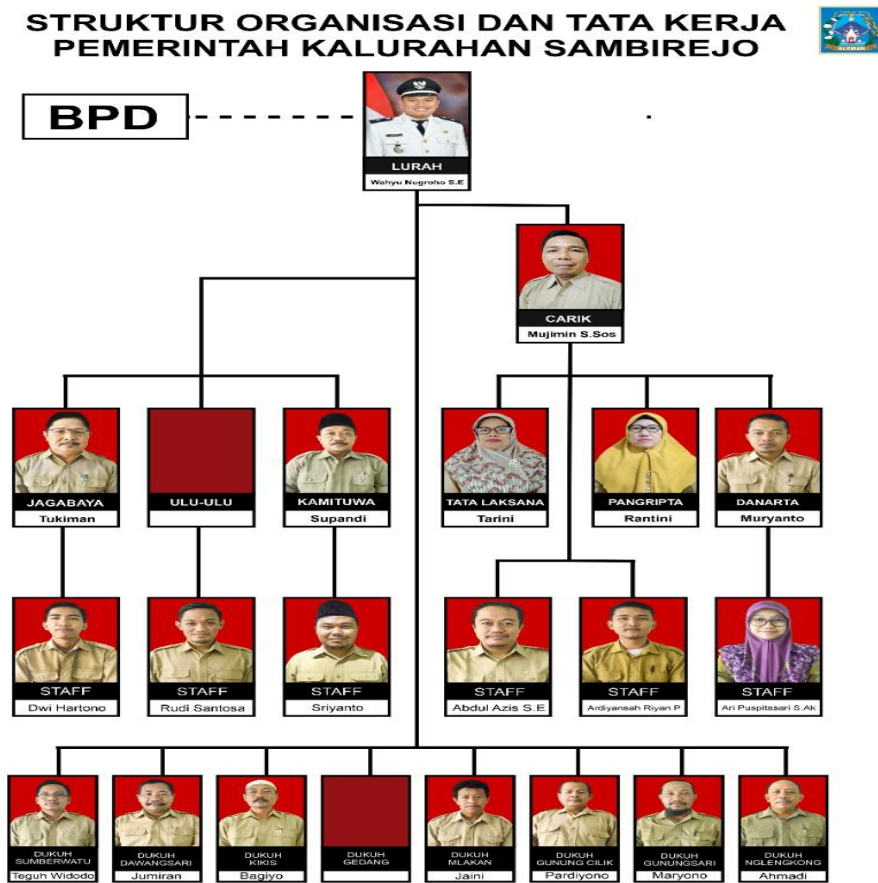 STRUKTUR ORGANISASI DAN TATA KERJA
PEMERINTAH KALURAHAN SAMBIREJO
SLEMAN
BPD
LURAH
Wahyu Nugroho S.E
CARIK
Mujimin S.Sos
JAGABAYA
Tukiman
ULU-ULU
KAMITUWA
Supandi
TATA LAKSANA
Tarini
PANGRIPTA
Rantini
DANARTA
Muryanto
STAFF
Dwi Hartono
STAFF
Rudi Santosa
STAFF
Sriyanto
STAFF
Abdul Azis S.E
STAFF
Ardiyansah Riyan P
STAFF
Ari Puspitasari S.Ak
DUKUH
SUMBERWATU
Teguh Widodo
DUKUH
DAWANGSARI
Jumiran
DUKUH
KIKIS
Bagiyo
DUKUH
GEDANG
DUKUH
MLAKAN
Jaini
DUKUH
GUNUNG CILIK
Pardiyono
DUKUH
GUNUNGSARI
Maryono
DUKUH
NGLENGKONG
Ahmadi